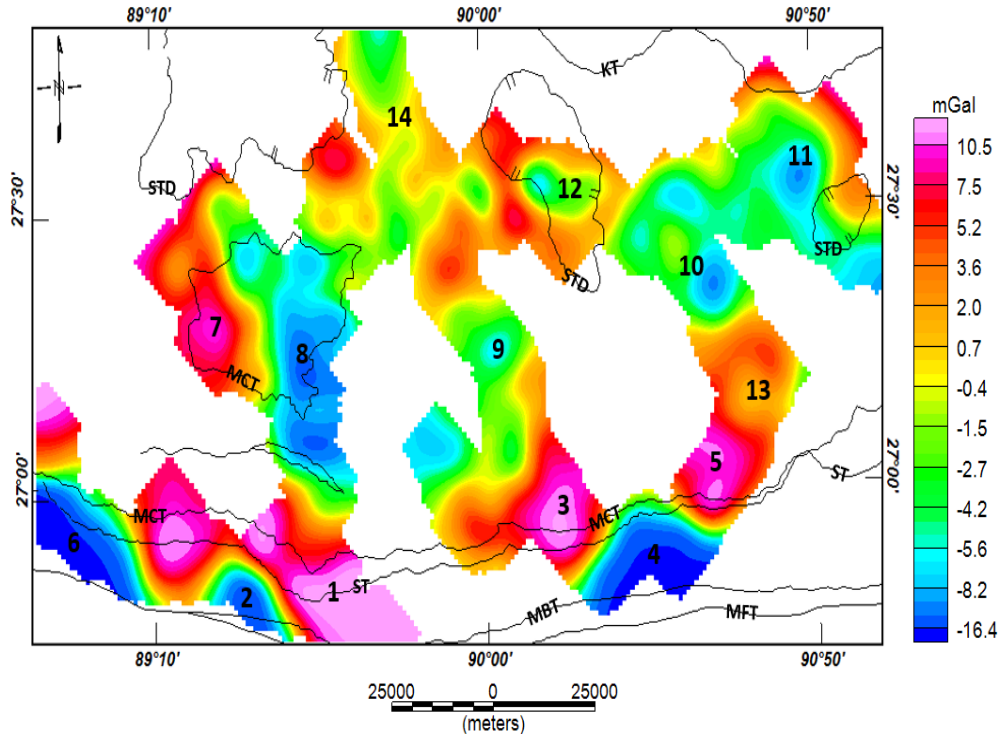 89°10' 90°00' 90°50'
N
KT
mGal
14
10.5
11
STD
12
7.5
27°30'
27°30'
5.2
STD
STD
10
3.6
7
2.0
8
9
0.7
MCT
13
-0.4
-1.5
5
ST
-2.7
27°00'
27°00'
3
MCT
MCT
-4.2
6
4
-5.6
2
1
ST
-8.2
MBT
MFT
-16.4
89°10' 90°00' 90°50'
25000 0 25000
(meters)